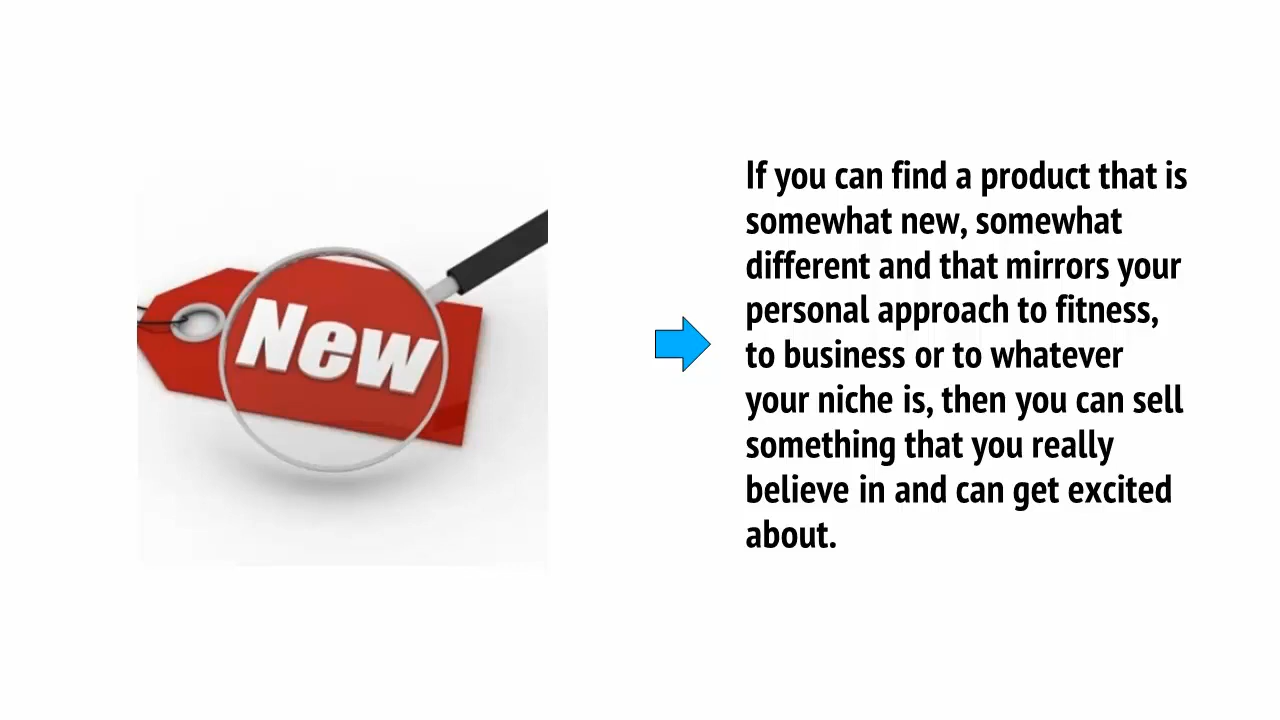 New
If you can find a product that is
somewhat new, somewhat
different and that mirrors your
personal approach to fitness,
to business or to whatever
your niche is, then you can sell
something that you really
believe in and can get excited
about.